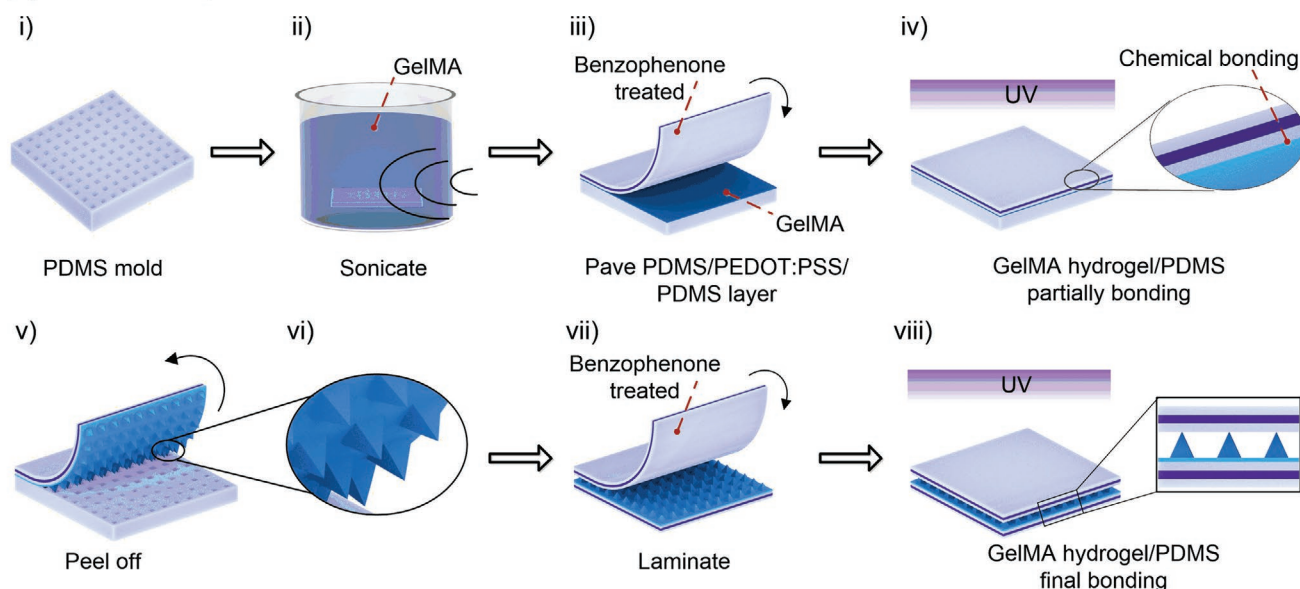 i)
ii)
iii)
iv)
GelMA
Benzophenone
treated
GelMA
UV
Chemical bonding
PDMS mold
Sonicate
Pave PDMS/PEDOT:PSS/
PDMS layer
GelMA hydrogel/PDMS
partially bonding
v)
vi)
vii)
viii)
Benzophenone
treated
UV
Peel off
Laminate
GelMA hydrogel/PDMS
final bonding